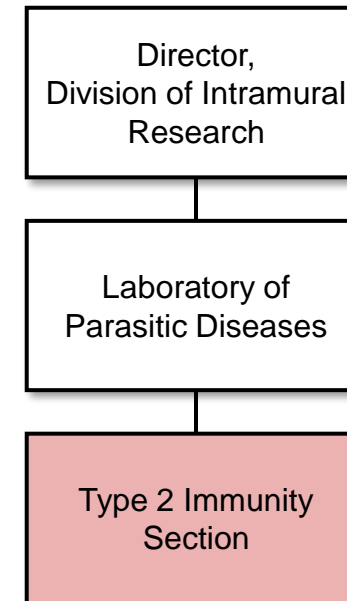 Director,
Division of Intramural
Research
Laboratory of
Parasitic Diseases
Type 2 Immunity
Section